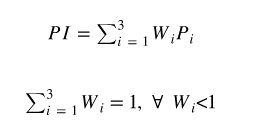 PI = ∑³ᵢ ₌ ₁ WᵢPᵢ
∑³ᵢ ₌ ₁ Wᵢ = 1, ∀ Wᵢ<1